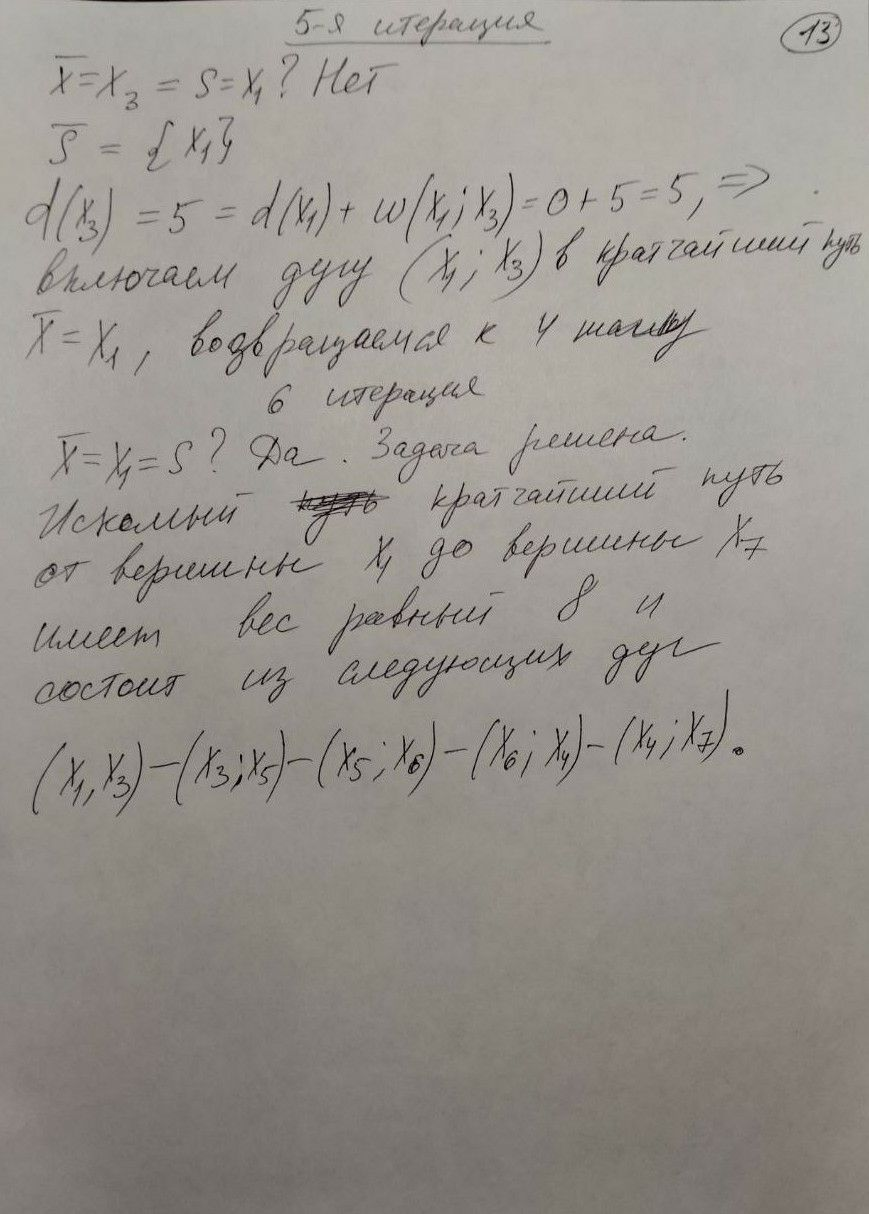 5-я итерация
13
X̄=X₃ = S=X₁? Нет
S̄ = {X₁}
d(X₃) = 5 = d(X₁) + w(X₁; X₃) = 0 + 5 = 5, =>
включаем дугу (X₁; X₃) в кратчайший путь
X̄ = X₁, возвращаемся к 4 шагу
6 итерация
X̄ = X₁ = S? Да. Задача решена.
Искомый кратчайший путь
от вершины X₁ до вершины X₇
имеет вес равный 8 и
состоит из следующих дуг
(X₁, X₃) – (X₃; X₅) – (X₅; X₆) – (X₆; X₄) – (X₄; X₇).